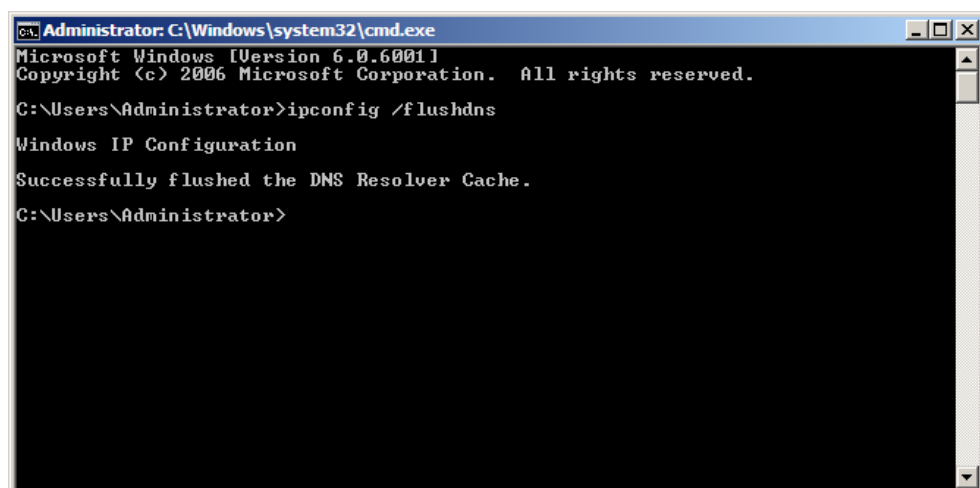 Administrator: C:\Windows\system32\cmd.exe
Microsoft Windows [Version 6.0.6001]
Copyright (c) 2006 Microsoft Corporation.  All rights reserved.
C:\Users\Administrator>ipconfig /flushdns
Windows IP Configuration
Successfully flushed the DNS Resolver Cache.
C:\Users\Administrator>